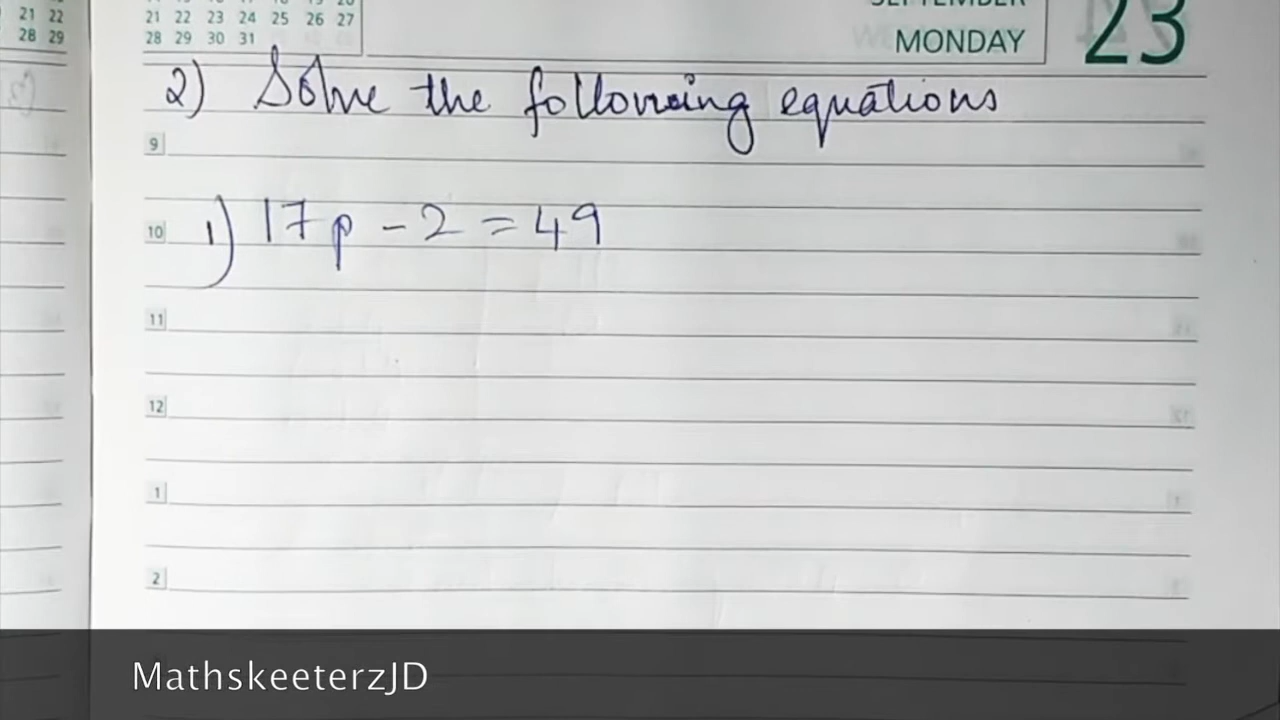 21 22
28 29
21 22 23 24 25 26 27
28 29 30 31
SEPTEMBER
MONDAY
23
2) Solve the following equations
9
1) 17p - 2 = 49
10
11
12
1
2
MathskeeterzJD